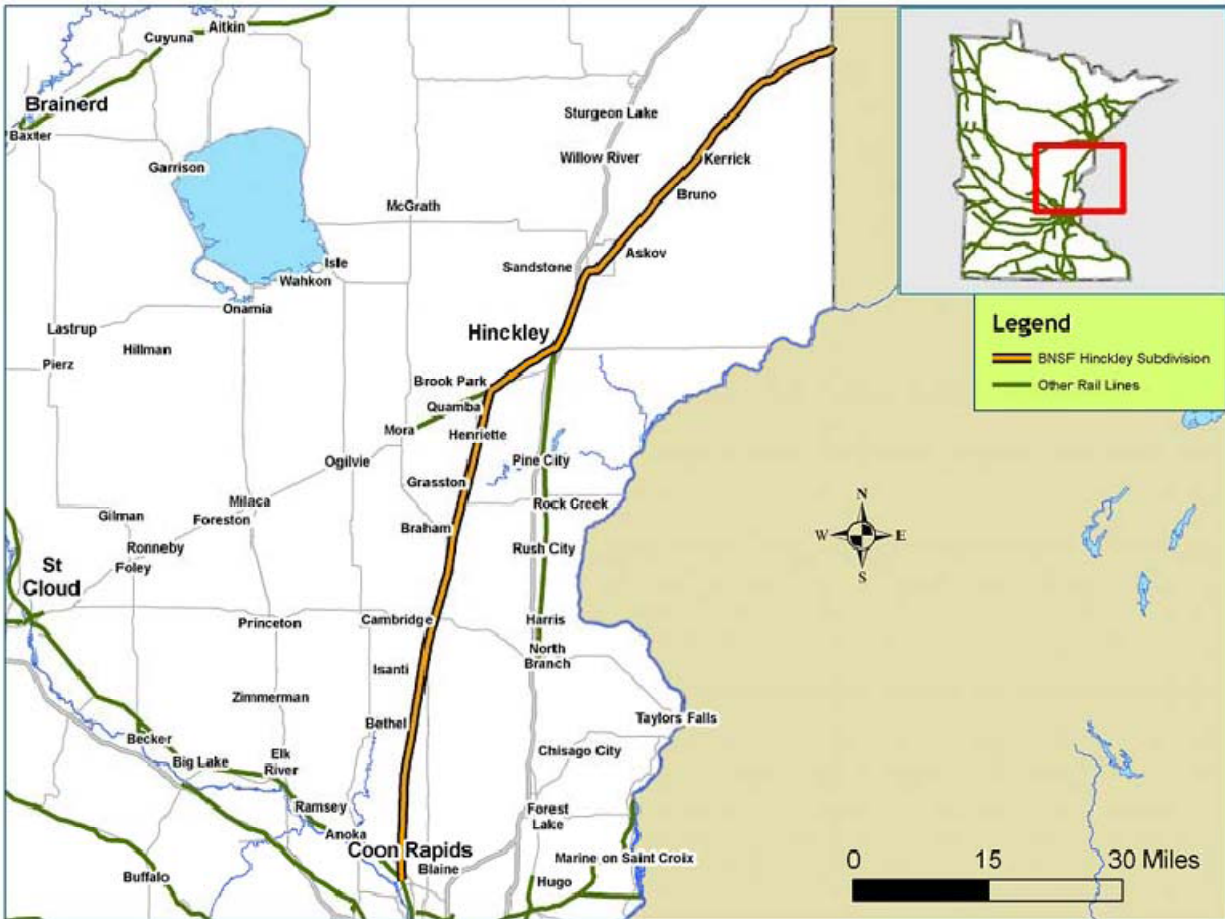 Aitkin
Cuyuna
Brainerd
Baxter
Garrison
Sturgeon Lake
Willow River
Kerrick
Bruno
McGrath
Isle
Wahkon
Onamia
Askov
Sandstone
Lastrup
Hillman
Pierz
Hinckley
Brook Park
Quamba
Mora
Henriette
Ogilvie
Grasston
Pine City
Rock Creek
Milaca
Gilman
Foreston
Braham
Ronneby
Foley
Rush City
St
Cloud
Princeton
Cambridge
Harris
North
Branch
Isanti
Zimmerman
Bethel
Taylors Falls
Becker
Big Lake
Elk
River
Chisago City
Ramsey
Anoka
Forest
Lake
Coon Rapids
Blaine
Marine on Saint Croix
Buffalo
Hugo
Legend
BNSF Hinckley Subdivision
Other Rail Lines
N
W
E
S
0 15 30 Miles